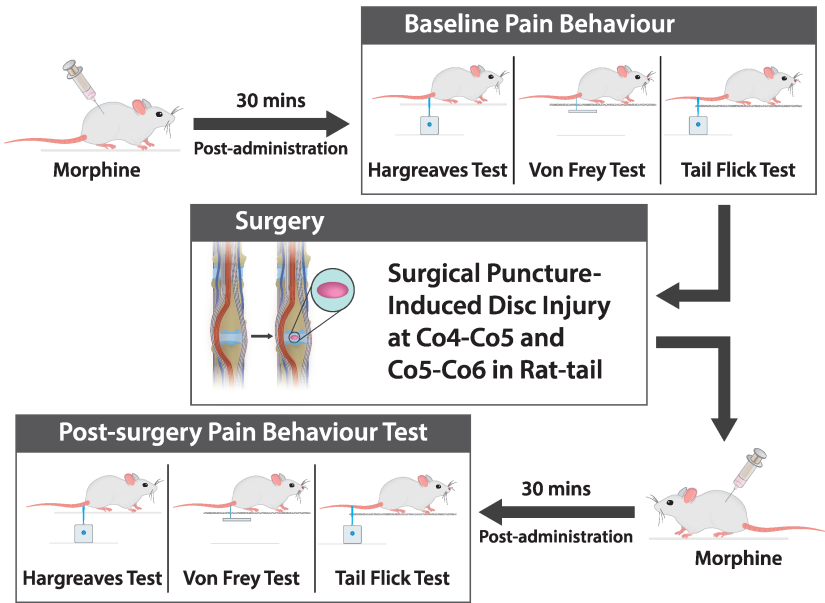 Baseline Pain Behaviour
30 mins
Post-administration
Morphine
Hargreaves Test
Von Frey Test
Tail Flick Test
Surgery
Surgical Puncture-
Induced Disc Injury
at Co4-Co5 and
Co5-Co6 in Rat-tail
Post-surgery Pain Behaviour Test
30 mins
Post-administration
Morphine
Hargreaves Test
Von Frey Test
Tail Flick Test